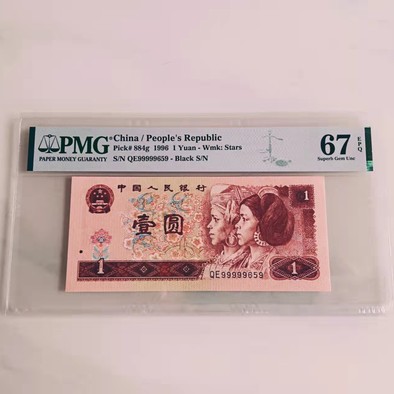 PMG
PAPER MONEY GUARANTY
China / People's Republic
Pick# 884g 1996 1 Yuan - Wmk: Stars
S/N QE99999659 - Black S/N
67 EPQ
Superb Gem Unc
中国人民银行
壹圆
1
1
1
QE99999659